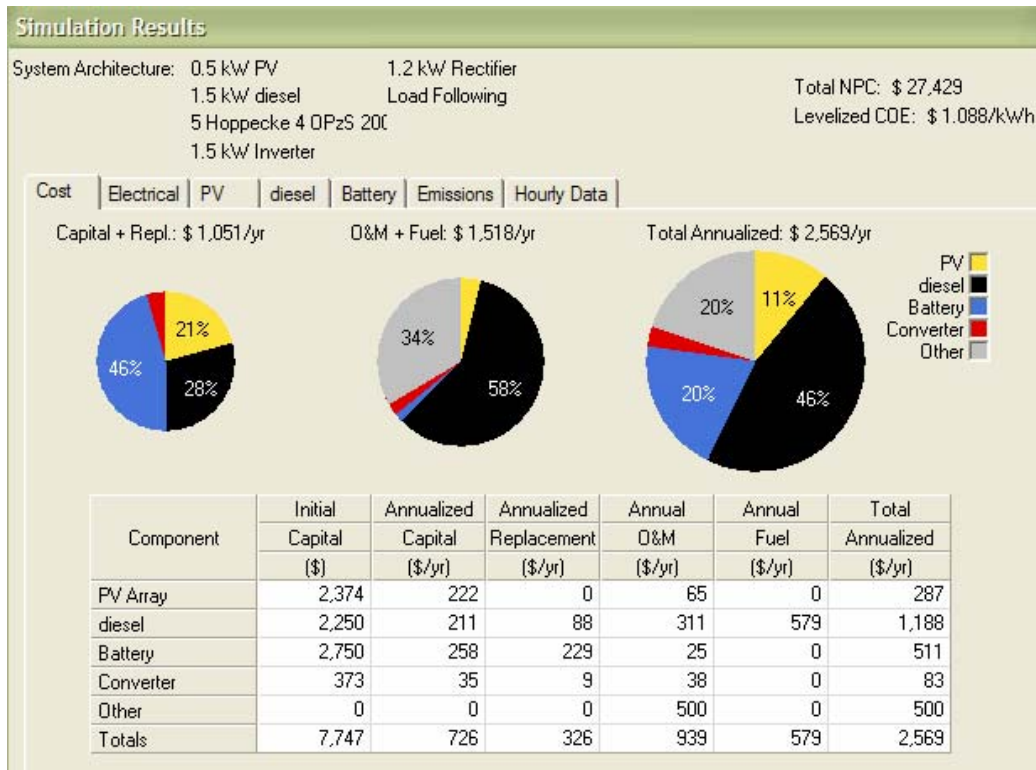 Simulation Results
System Architecture: 0.5 kW PV 1.2 kW Rectifier
1.5 kW diesel Load Following
5 Hoppecke 4 OPzS 200
1.5 kW Inverter
Total NPC: $ 27,429
Levelized COE: $ 1.088/kWh
Cost Electrical PV diesel Battery Emissions Hourly Data
Capital + Repl.: $ 1,051/yr O&M + Fuel: $ 1,518/yr Total Annualized: $ 2,569/yr
PV
diesel
Battery
Converter
Other
21%
46%
28%
34%
58%
20% 11%
20% 46%
Component Initial Annualized Annualized Annual Annual Total
Capital Capital Replacement O&M Fuel Annualized
($) ($/yr) ($/yr) ($/yr) ($/yr) ($/yr)
PV Array 2,374 222 0 65 0 287
diesel 2,250 211 88 311 579 1,188
Battery 2,750 258 229 25 0 511
Converter 373 35 9 38 0 83
Other 0 0 0 500 0 500
Totals 7,747 726 326 939 579 2,569